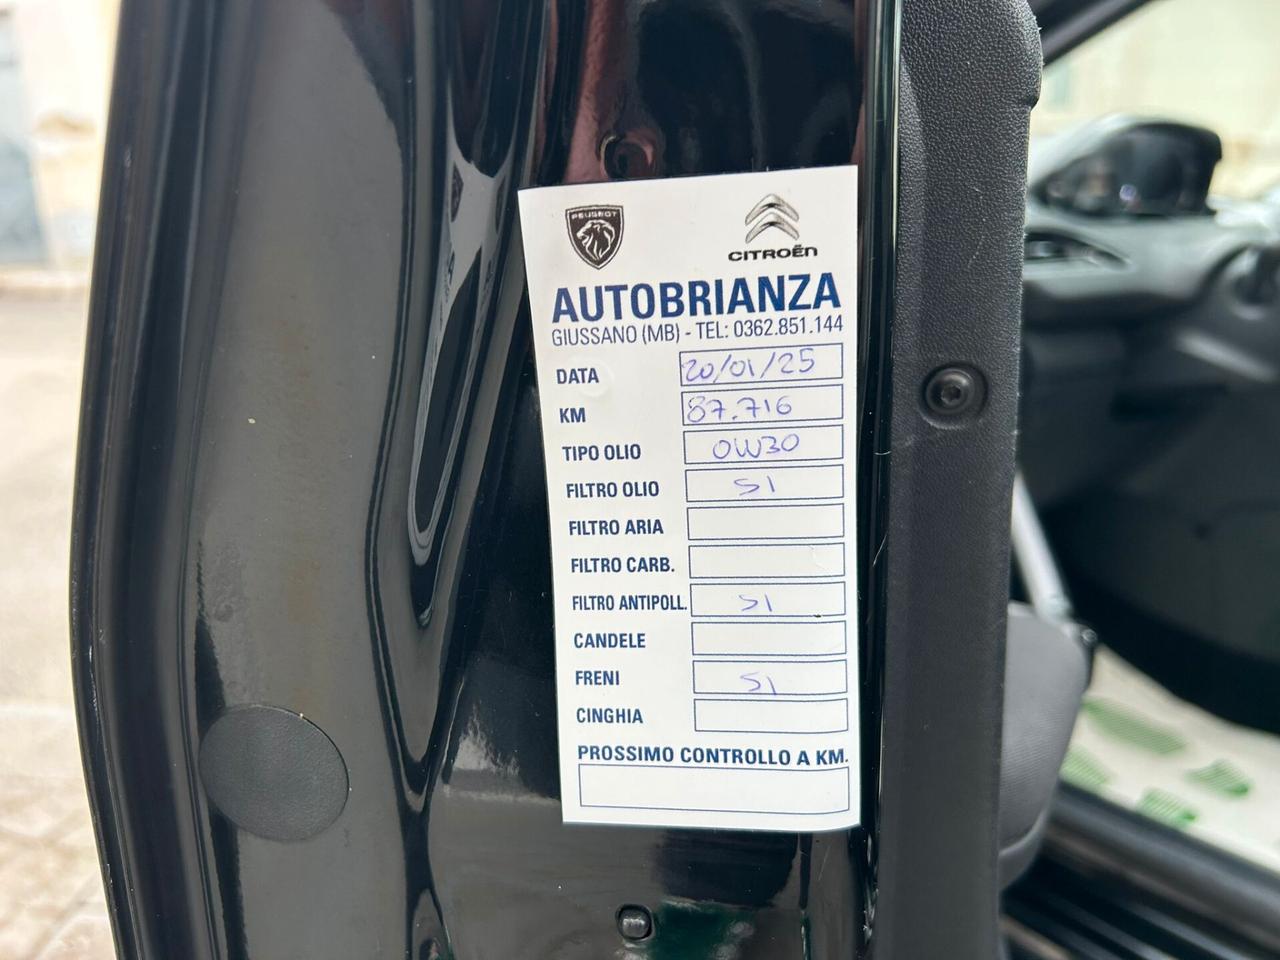 PEUGEOT
CITROËN
AUTOBRIANZA
GIUSSANO (MB) - TEL: 0362.851.144
DATA 20/01/25
KM 87.716
TIPO OLIO 0W30
FILTRO OLIO SI
FILTRO ARIA
FILTRO CARB.
FILTRO ANTIPOLL. SI
CANDELE
FRENI SI
CINGHIA
PROSSIMO CONTROLLO A KM.